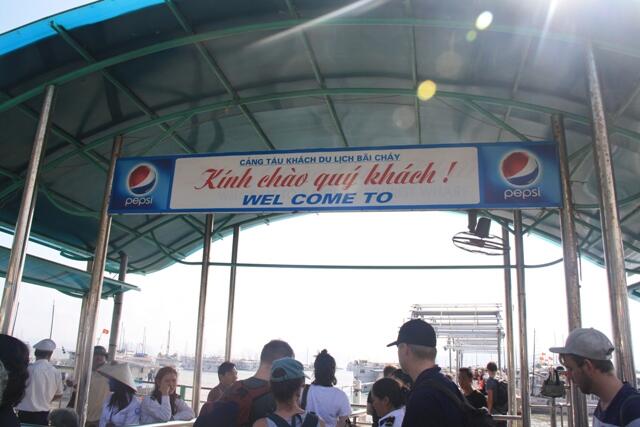 CẢNG TÀU KHÁCH DU LỊCH BÃI CHÁY
pepsi Kính chào quý khách! pepsi
WEL COME TO